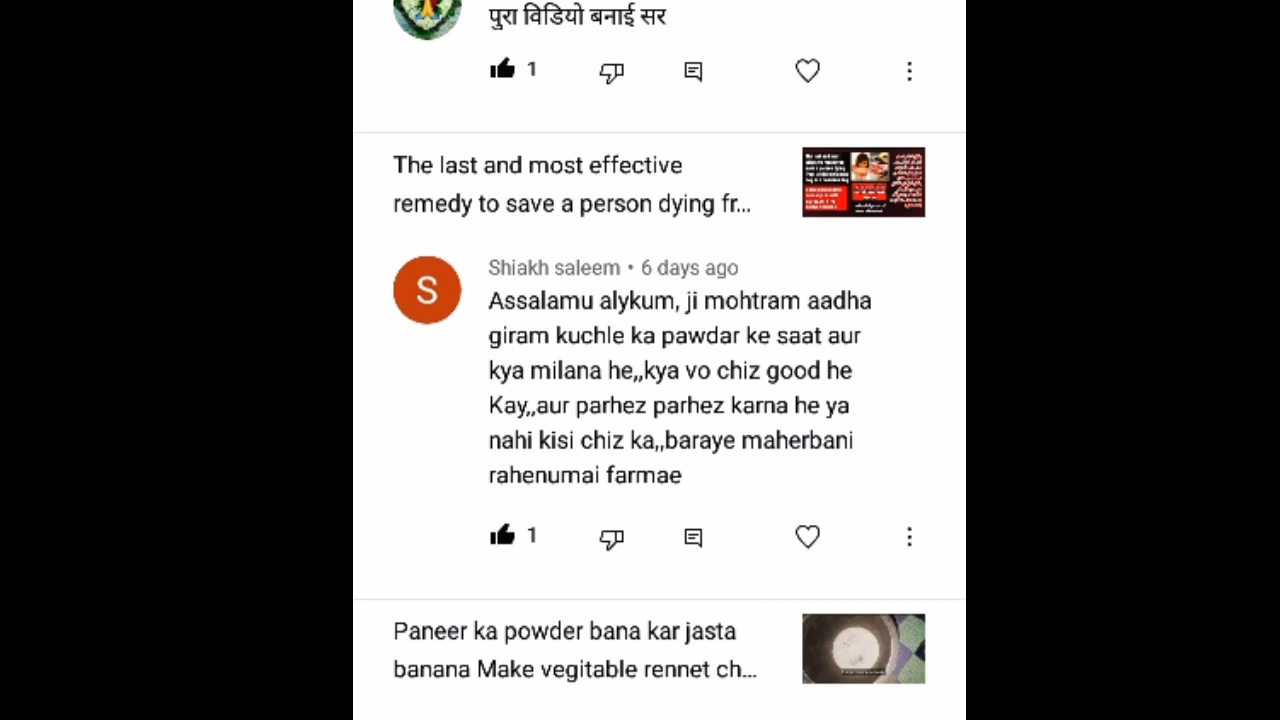 पुरा विडियो बनाई सर
1
The last and most effective
remedy to save a person dying fr...
S
Shiakh saleem • 6 days ago
Assalamu alykum, ji mohtram aadha
giram kuchle ka pawdar ke saat aur
kya milana he,,kya vo chiz good he
Kay,,aur parhez parhez karna he ya
nahi kisi chiz ka,,baraye maherbani
rahenumai farmae
1
Paneer ka powder bana kar jasta
banana Make vegitable rennet ch...